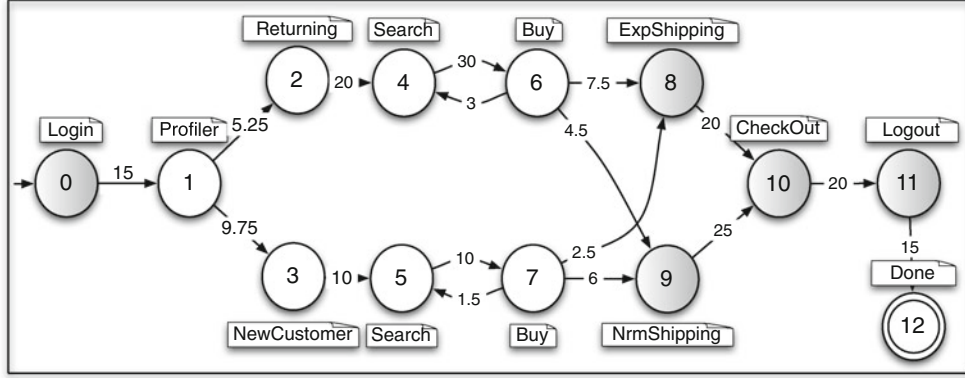 Returning
Search
Buy
ExpShipping
2
20
4
30
3
6
7.5
8
Login
Profiler
5.25
4.5
20
CheckOut
Logout
0
15
1
10
20
11
9.75
2.5
25
15
3
10
5
10
1.5
7
6
9
Done
NewCustomer
Search
Buy
NrmShipping
12